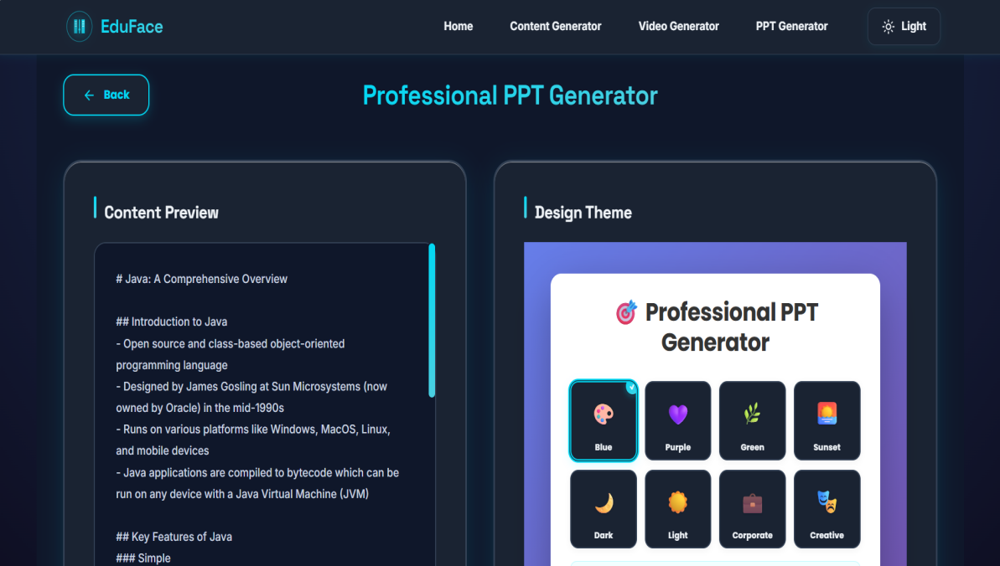 EduFace
Home
Content Generator
Video Generator
PPT Generator
Light
Back
Professional PPT Generator
Content Preview
# Java: A Comprehensive Overview
## Introduction to Java
- Open source and class-based object-oriented
programming language
- Designed by James Gosling at Sun Microsystems (now
owned by Oracle) in the mid-1990s
- Runs on various platforms like Windows, MacOS, Linux,
and mobile devices
- Java applications are compiled to bytecode which can be
run on any device with a Java Virtual Machine (JVM)
## Key Features of Java
### Simple
Design Theme
Professional PPT
Generator
Blue
Purple
Green
Sunset
Dark
Light
Corporate
Creative